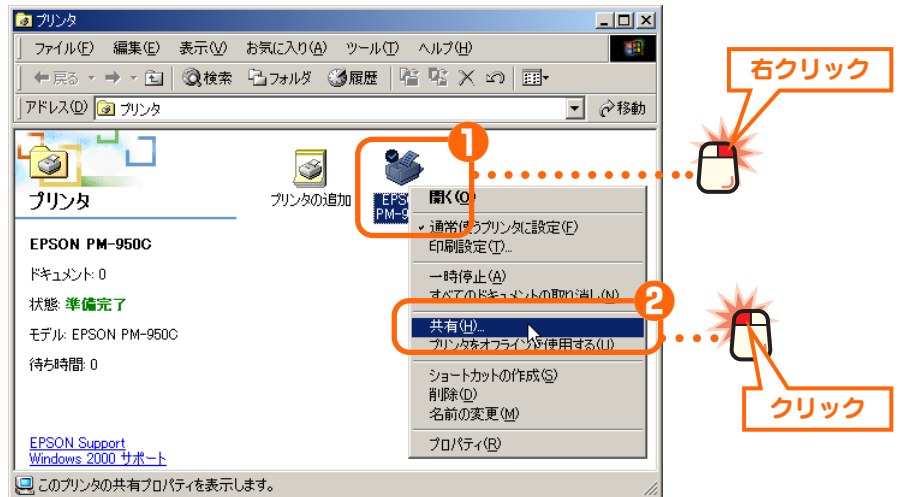 プリンタ
ファイル(F) 編集(E) 表示(V) お気に入り(A) ツール(T) ヘルプ(H)
戻る 検索 フォルダ 履歴
アドレス(D) プリンタ 移動
右クリック
1
プリンタ
プリンタの追加
EPS
PM-9
EPSON PM-950C
ドキュメント: 0
状態: 準備完了
モデル: EPSON PM-950C
待ち時間: 0
EPSON Support
Windows 2000 サポート
開く(O)
通常使うプリンタに設定(F)
印刷設定(T)...
一時停止(A)
すべてのドキュメントの取り消し(N)
2
共有(H)...
プリンタをオフラインで使用する(U)
ショートカットの作成(S)
削除(D)
名前の変更(M)
プロパティ(R)
クリック
このプリンタの共有プロパティを表示します。